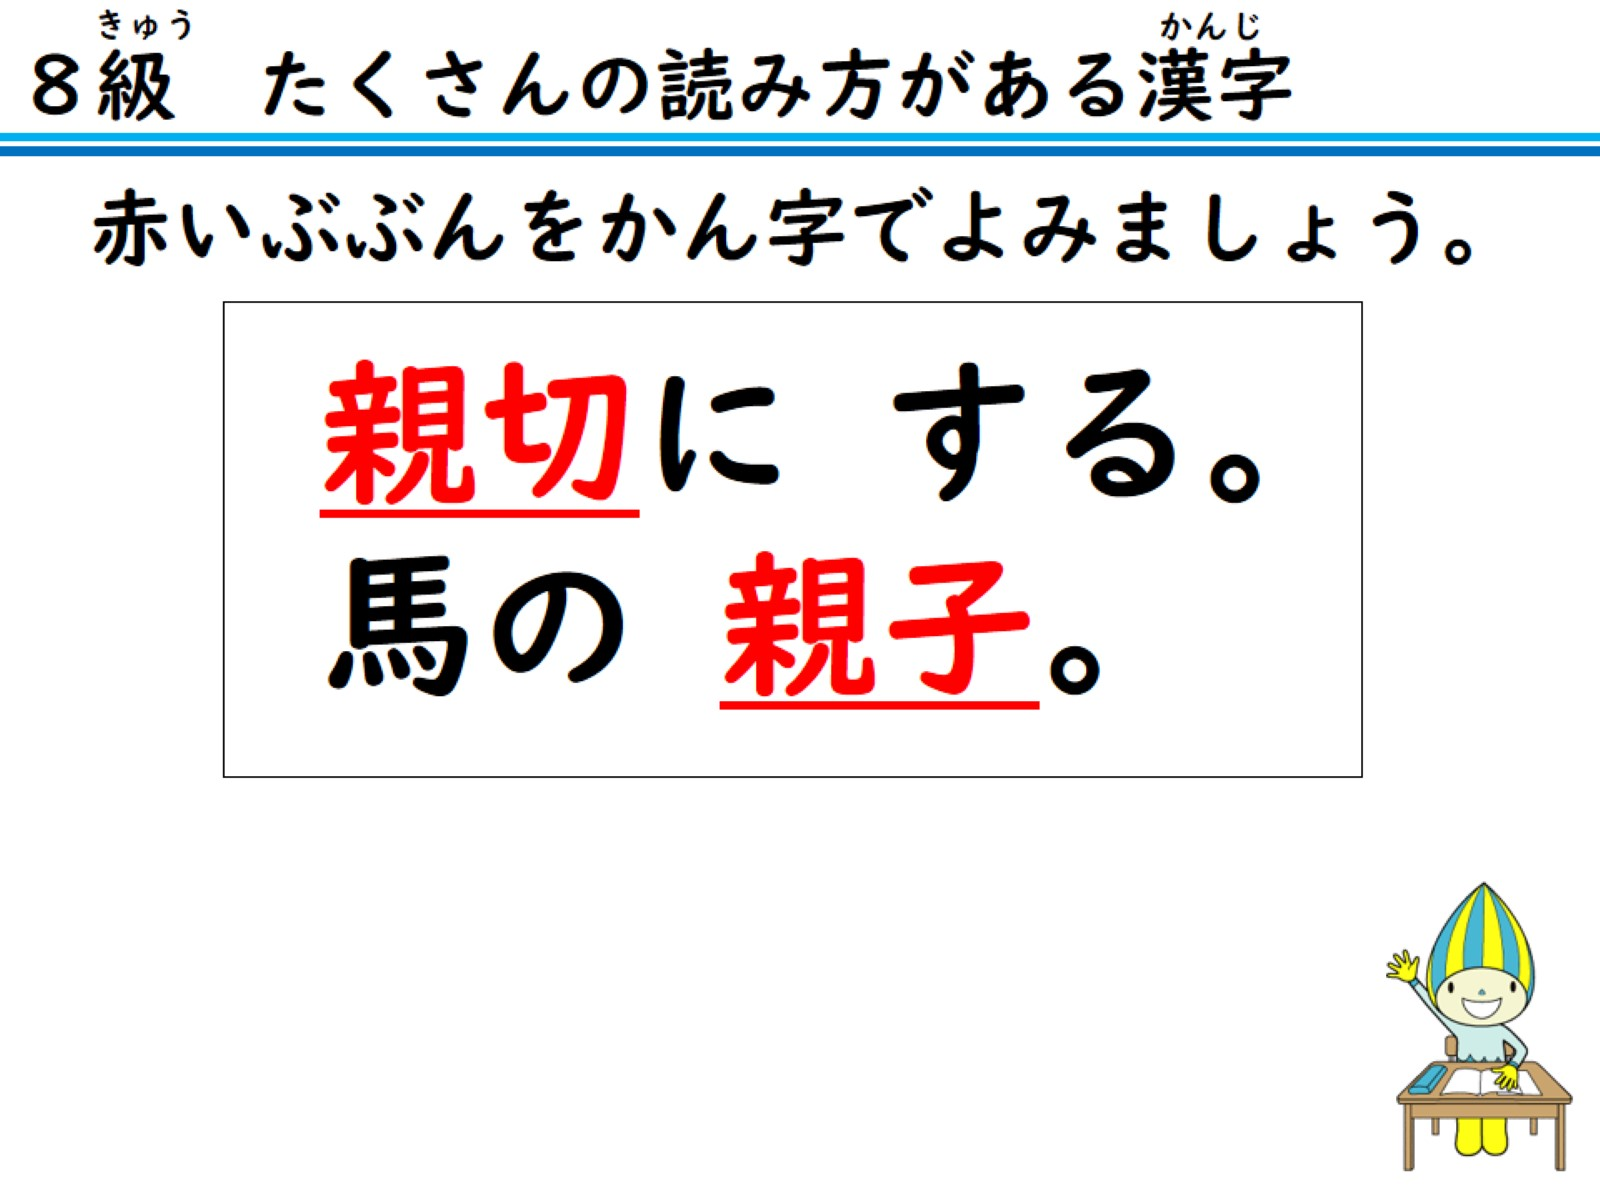 きゅう かんじ
８級　たくさんの読み方がある漢字
赤いぶぶんをかん字でよみましょう。
親切に する。
馬の 親子。